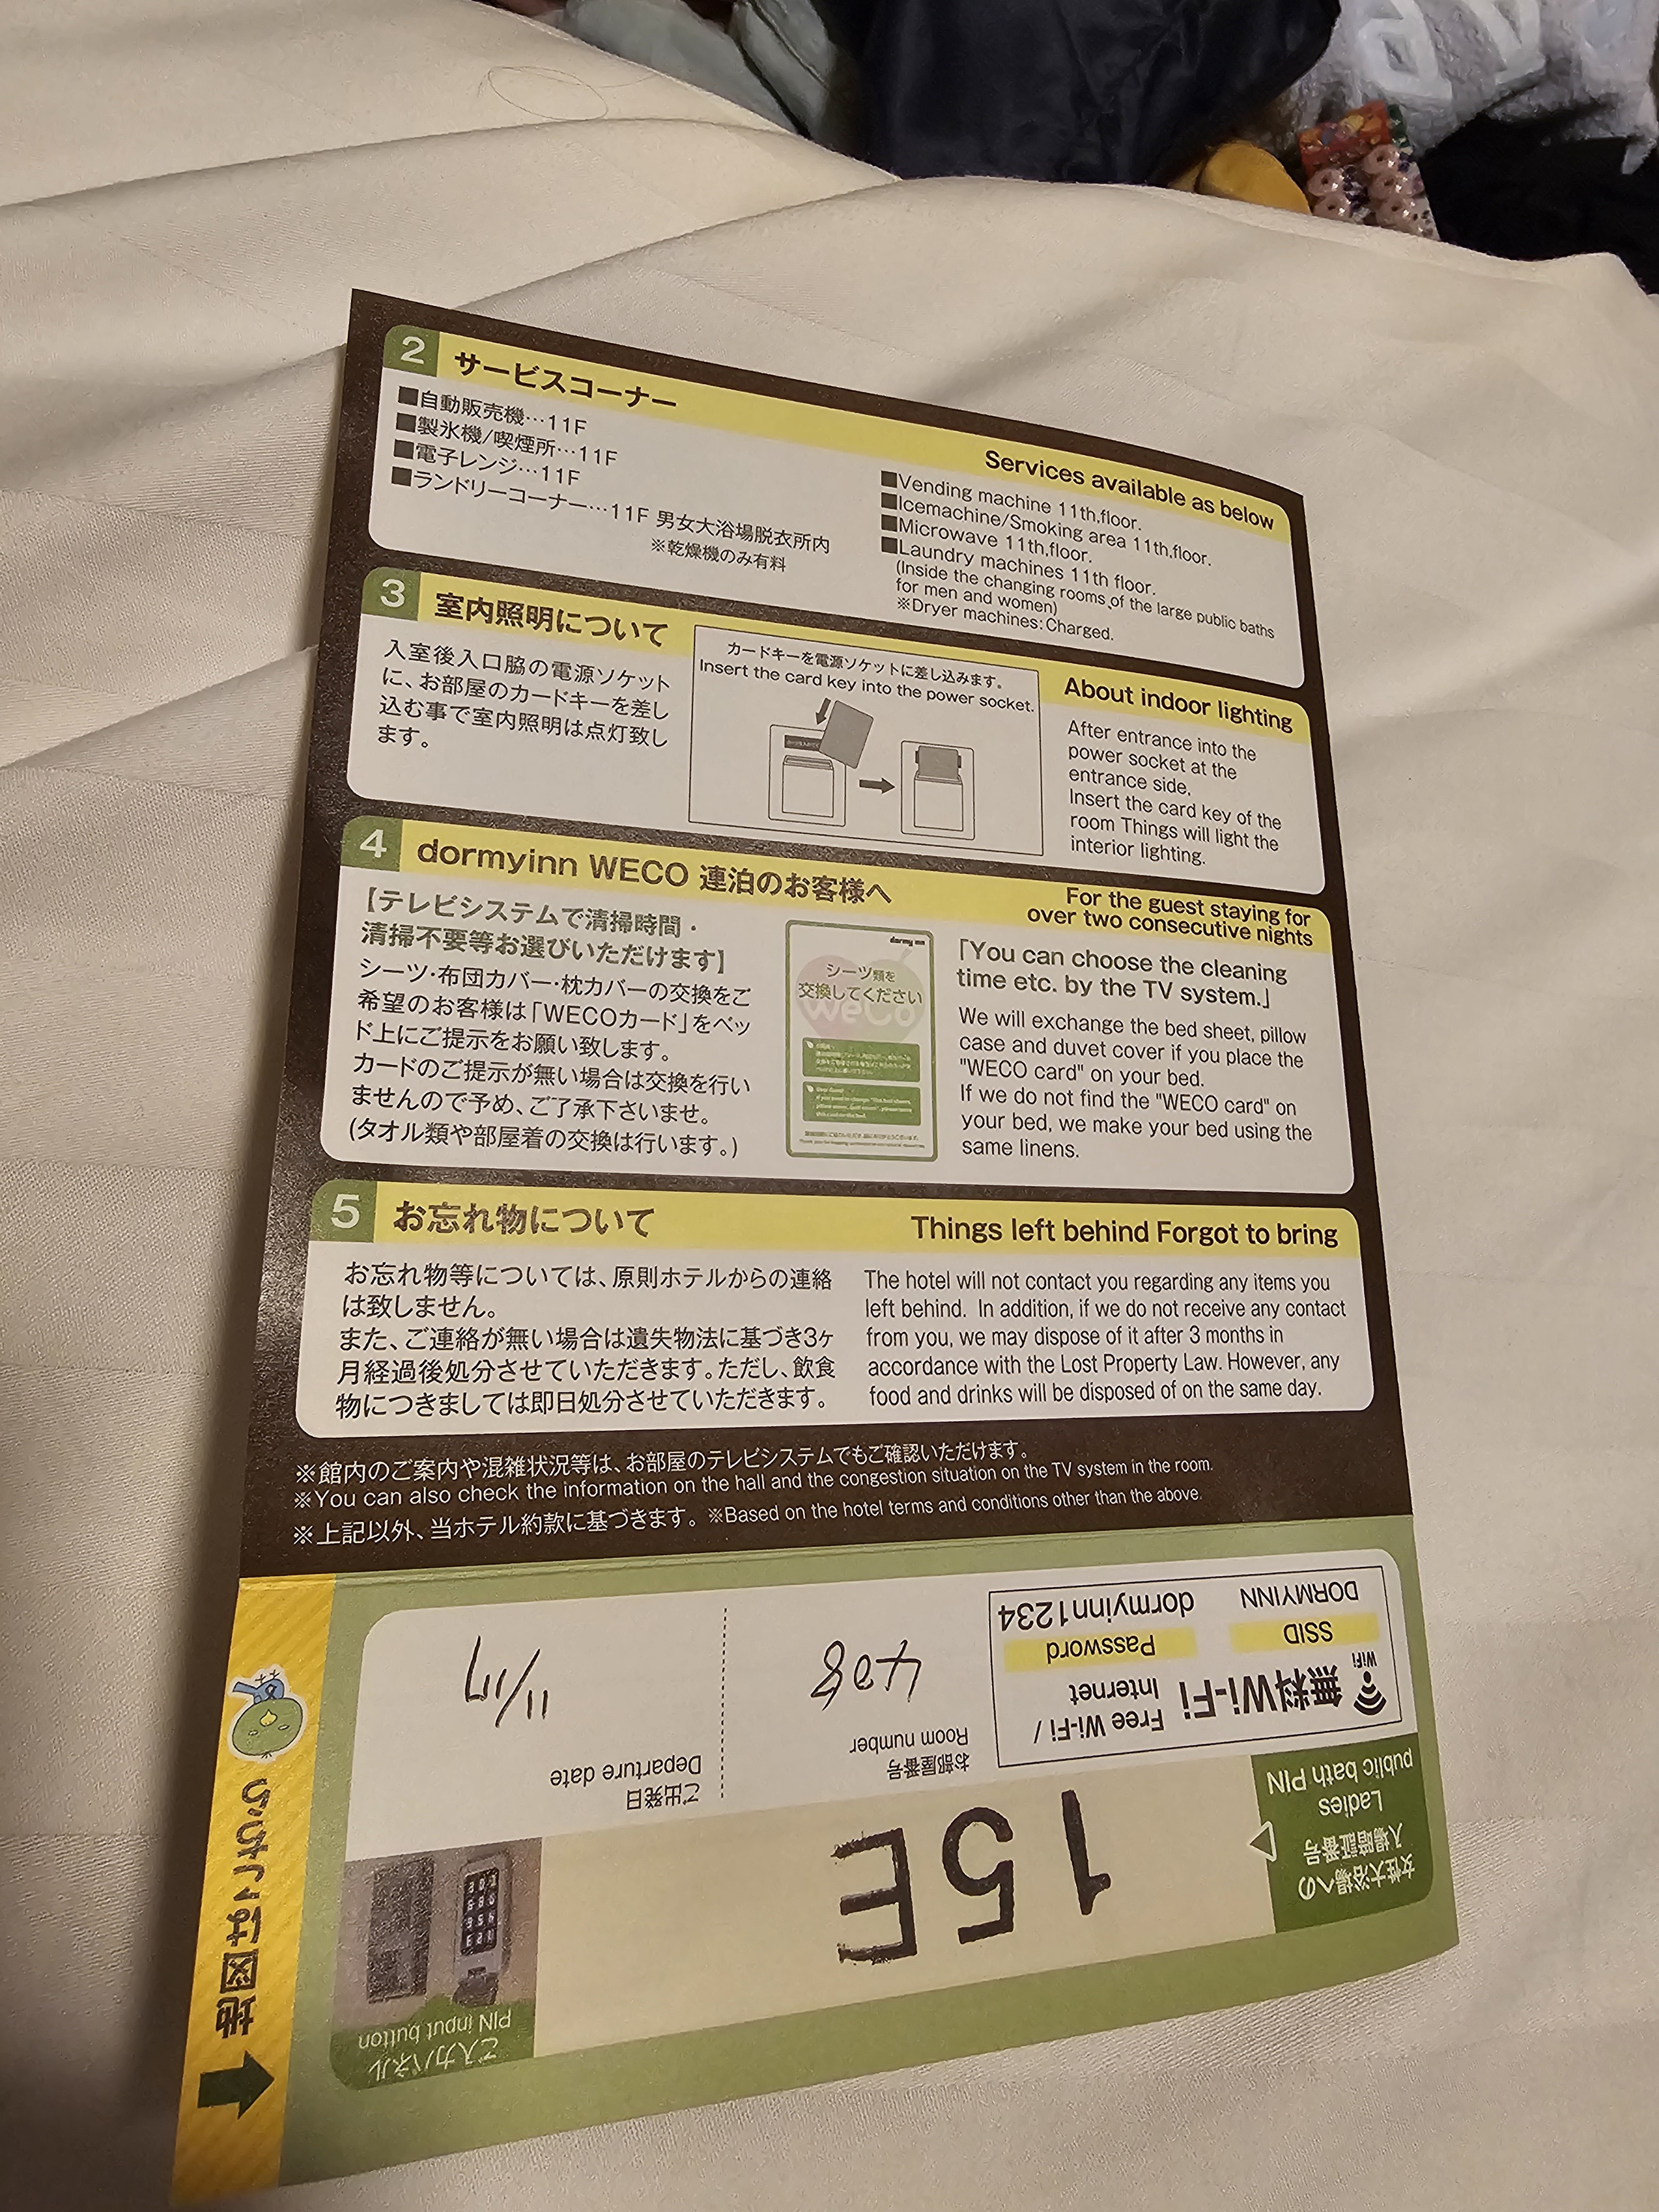 2 サービスコーナー
Services available as below
■自動販売機…11F
■製氷機/喫煙所…11F
■電子レンジ…11F
■ランドリーコーナー…11F 男女大浴場脱衣所内
※乾燥機のみ有料
■Vending machine 11th.floor.
■Icemachine/Smoking area 11th.floor.
■Microwave 11th.floor.
■Laundry machines 11th floor.
(Inside the changing rooms of the large public baths
for men and women)
※Dryer machines:Charged.
3 室内照明について
About indoor lighting
入室後入口脇の電源ソケット
に、お部屋のカードキーを差し
込む事で室内照明は点灯致し
ます。
カードキーを電源ソケットに差し込みます。
Insert the card key into the power socket.
After entrance into the
power socket at the
entrance side,
Insert the card key of the
room Things will light the
interior lighting.
4 dormyinn WECO 連泊のお客様へ
For the guest staying for
over two consecutive nights
【テレビシステムで清掃時間・
清掃不要等お選びいただけます】
シーツ・布団カバー・枕カバーの交換をご
希望のお客様は「WECOカード」をベッ
ド上にご提示をお願い致します。
カードのご提示が無い場合は交換を行い
ませんので予め、ご了承下さいませ。
(タオル類や部屋着の交換は行います。)
dormy inn
シーツ類を
交換してください
WeCo
「You can choose the cleaning
time etc. by the TV system.」
We will exchange the bed sheet, pillow
case and duvet cover if you place the
"WECO card" on your bed.
If we do not find the "WECO card" on
your bed, we make your bed using the
same linens.
5 お忘れ物について
Things left behind Forgot to bring
お忘れ物等については、原則ホテルからの連絡
は致しません。
また、ご連絡が無い場合は遺失物法に基づき3ヶ
月経過後処分させていただきます。ただし、飲食
物につきましては即日処分させていただきます。
The hotel will not contact you regarding any items you
left behind. In addition, if we do not receive any contact
from you, we may dispose of it after 3 months in
accordance with the Lost Property Law. However, any
food and drinks will be disposed of on the same day.
※館内のご案内や混雑状況等は、お部屋のテレビシステムでもご確認いただけます。
※You can also check the information on the hall and the congestion situation on the TV system in the room.
※上記以外、当ホテル約款に基づきます。 ※Based on the hotel terms and conditions other than the above.
女性大浴場への
入場暗証番号
Ladies
public bath PIN
15E
ご入力パネル
PIN input button
WiFi
無料Wi-Fi
Free Wi-Fi /
Internet
SSID
DORMYINN
Password
dormyinn1234
お部屋番号
Room number
408
ご出発日
Departure date
11/17